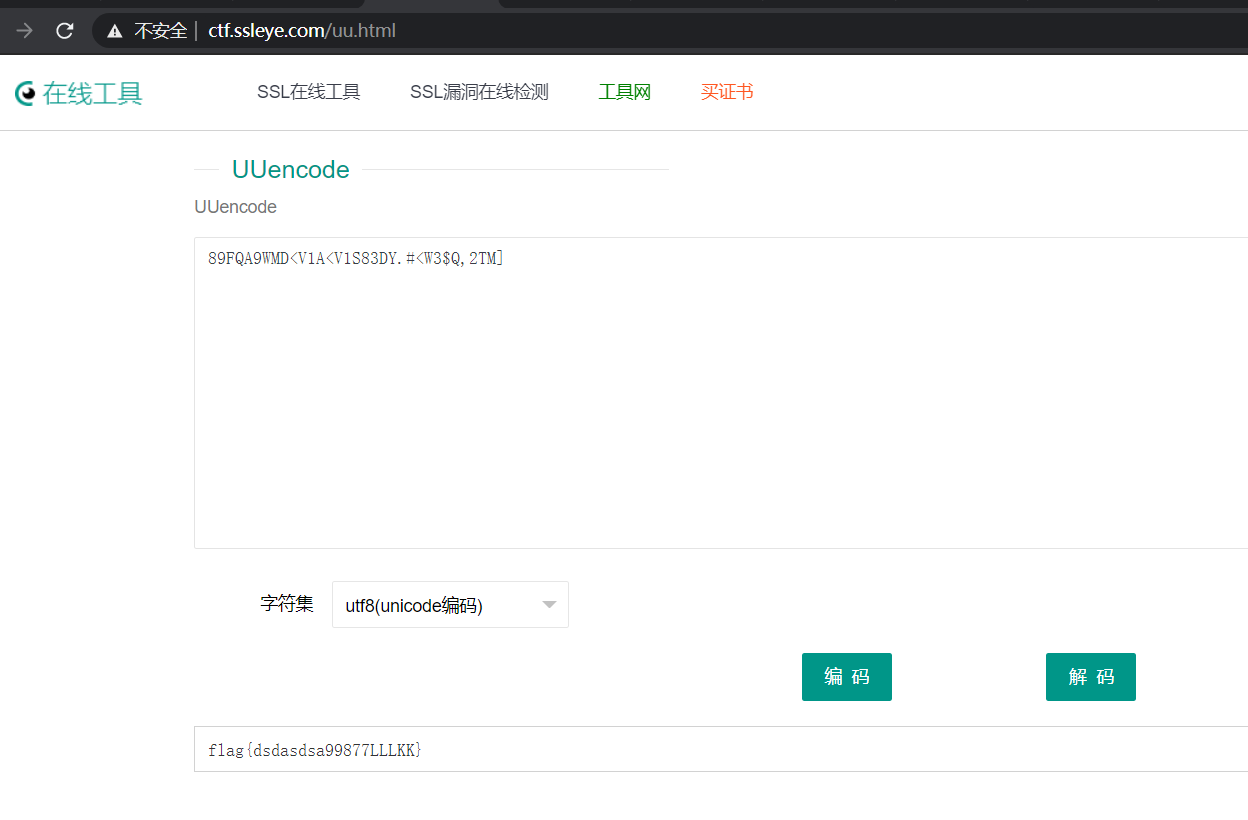 不安全 | ctf.ssleye.com/uu.html
在线工具 SSL在线工具 SSL漏洞在线检测 工具网 买证书
UUencode
UUencode
89FQA9WMD<V1A<V1S83DY.#<W3$Q,2TM]
字符集 utf8(unicode编码)
编 码 解 码
flag{dsdasdsa99877LLLKK}